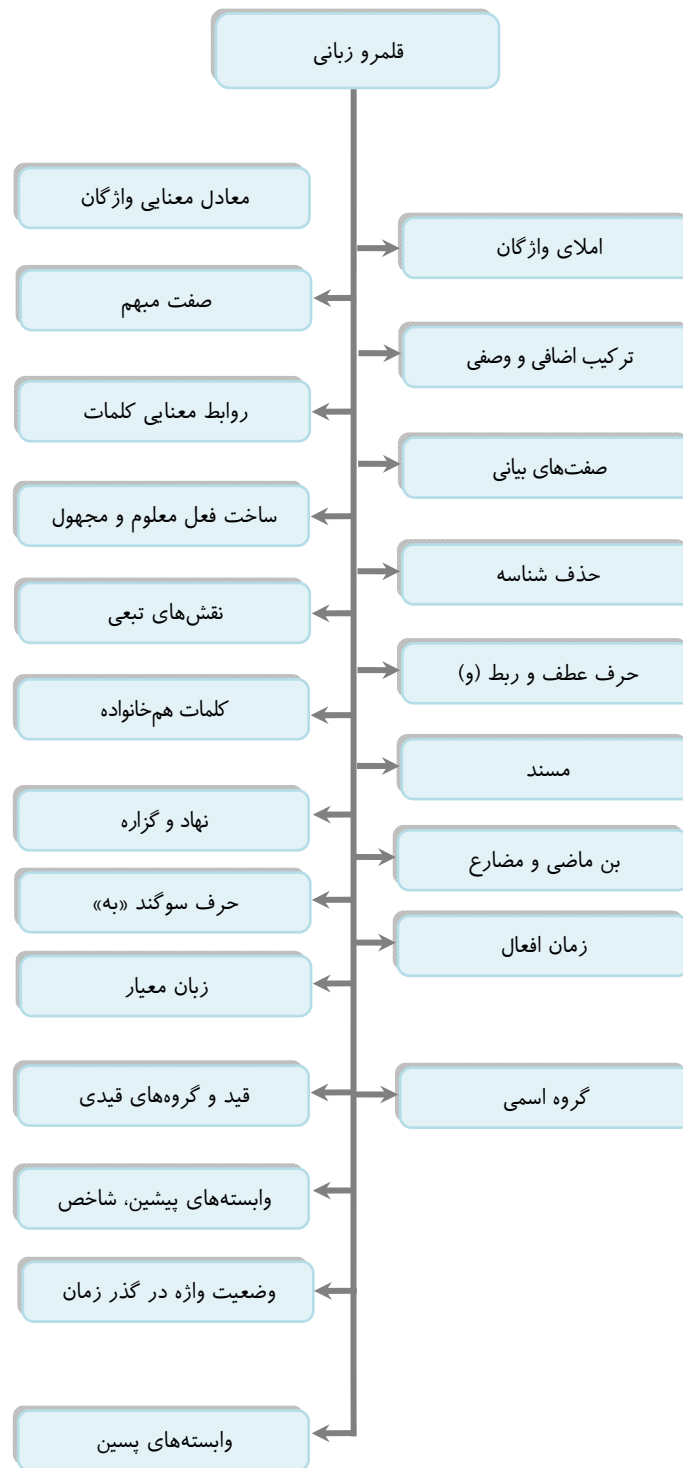 قلمرو زبانی
معادل معنایی واژگان
املای واژگان
صفت مبهم
ترکیب اضافی و وصفی
روابط معنایی کلمات
صفت‌های بیانی
ساخت فعل معلوم و مجهول
حذف شناسه
نقش‌های تبعی
حرف عطف و ربط (و)
کلمات هم‌خانواده
مسند
نهاد و گزاره
بن ماضی و مضارع
حرف سوگند «به»
زمان افعال
زبان معیار
قید و گروه‌های قیدی
گروه اسمی
وابسته‌های پیشین، شاخص
وضعیت واژه در گذر زمان
وابسته‌های پسین